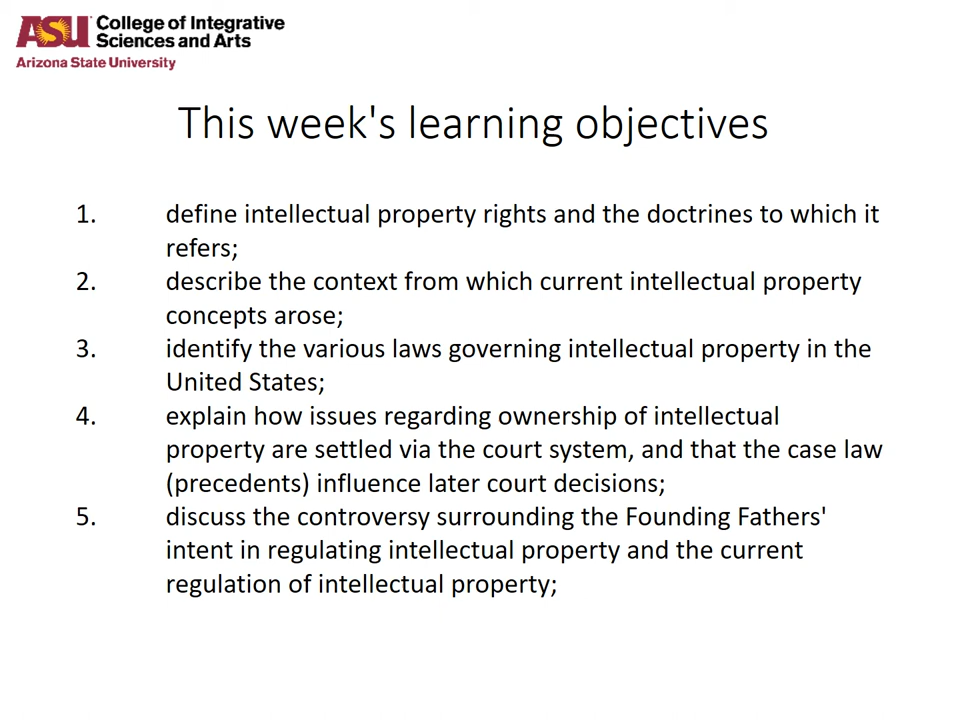 ASU College of Integrative
Sciences and Arts
Arizona State University
This week's learning objectives
1. define intellectual property rights and the doctrines to which it
refers;
2. describe the context from which current intellectual property
concepts arose;
3. identify the various laws governing intellectual property in the
United States;
4. explain how issues regarding ownership of intellectual
property are settled via the court system, and that the case law
(precedents) influence later court decisions;
5. discuss the controversy surrounding the Founding Fathers'
intent in regulating intellectual property and the current
regulation of intellectual property;